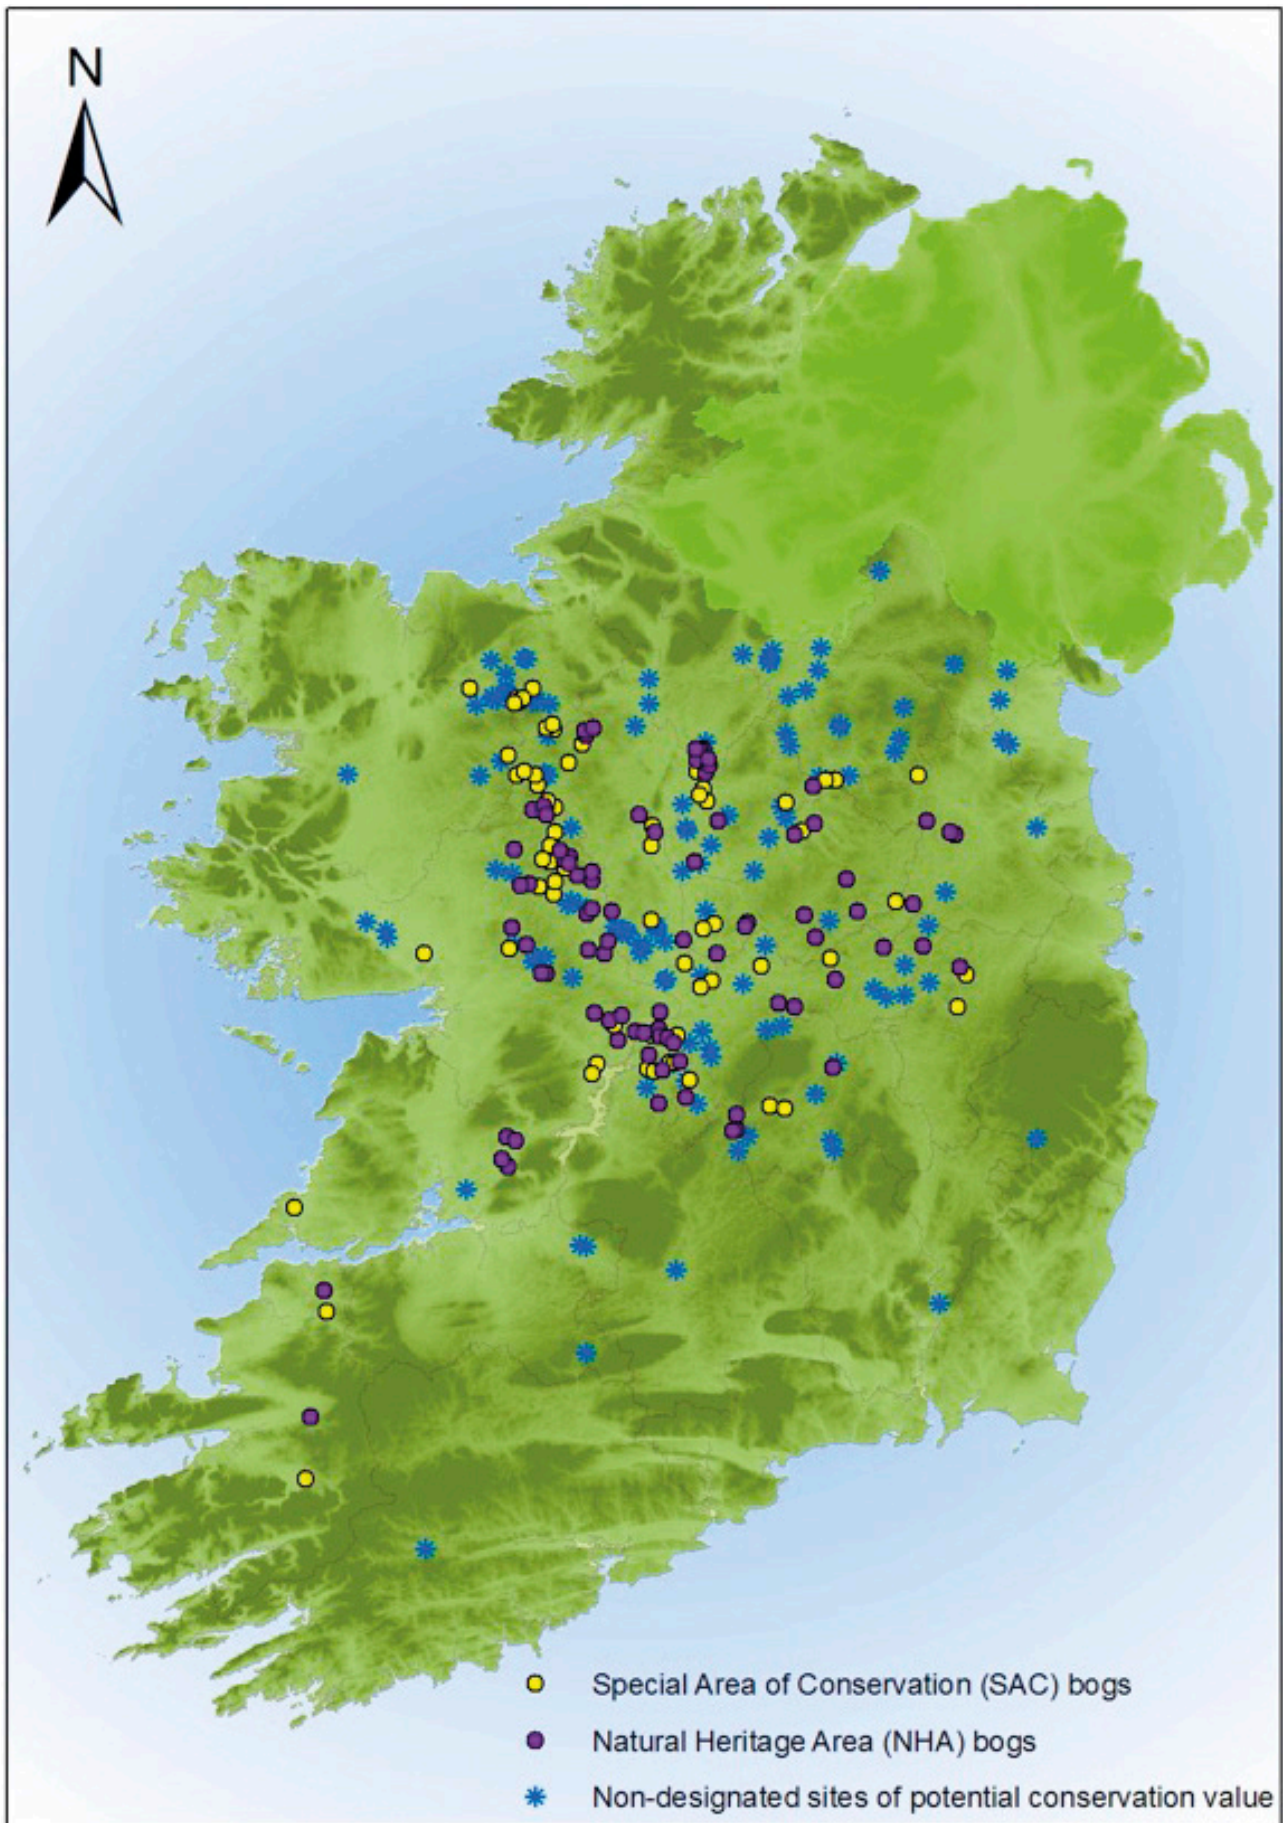 N
Special Area of Conservation (SAC) bogs
Natural Heritage Area (NHA) bogs
Non-designated sites of potential conservation value